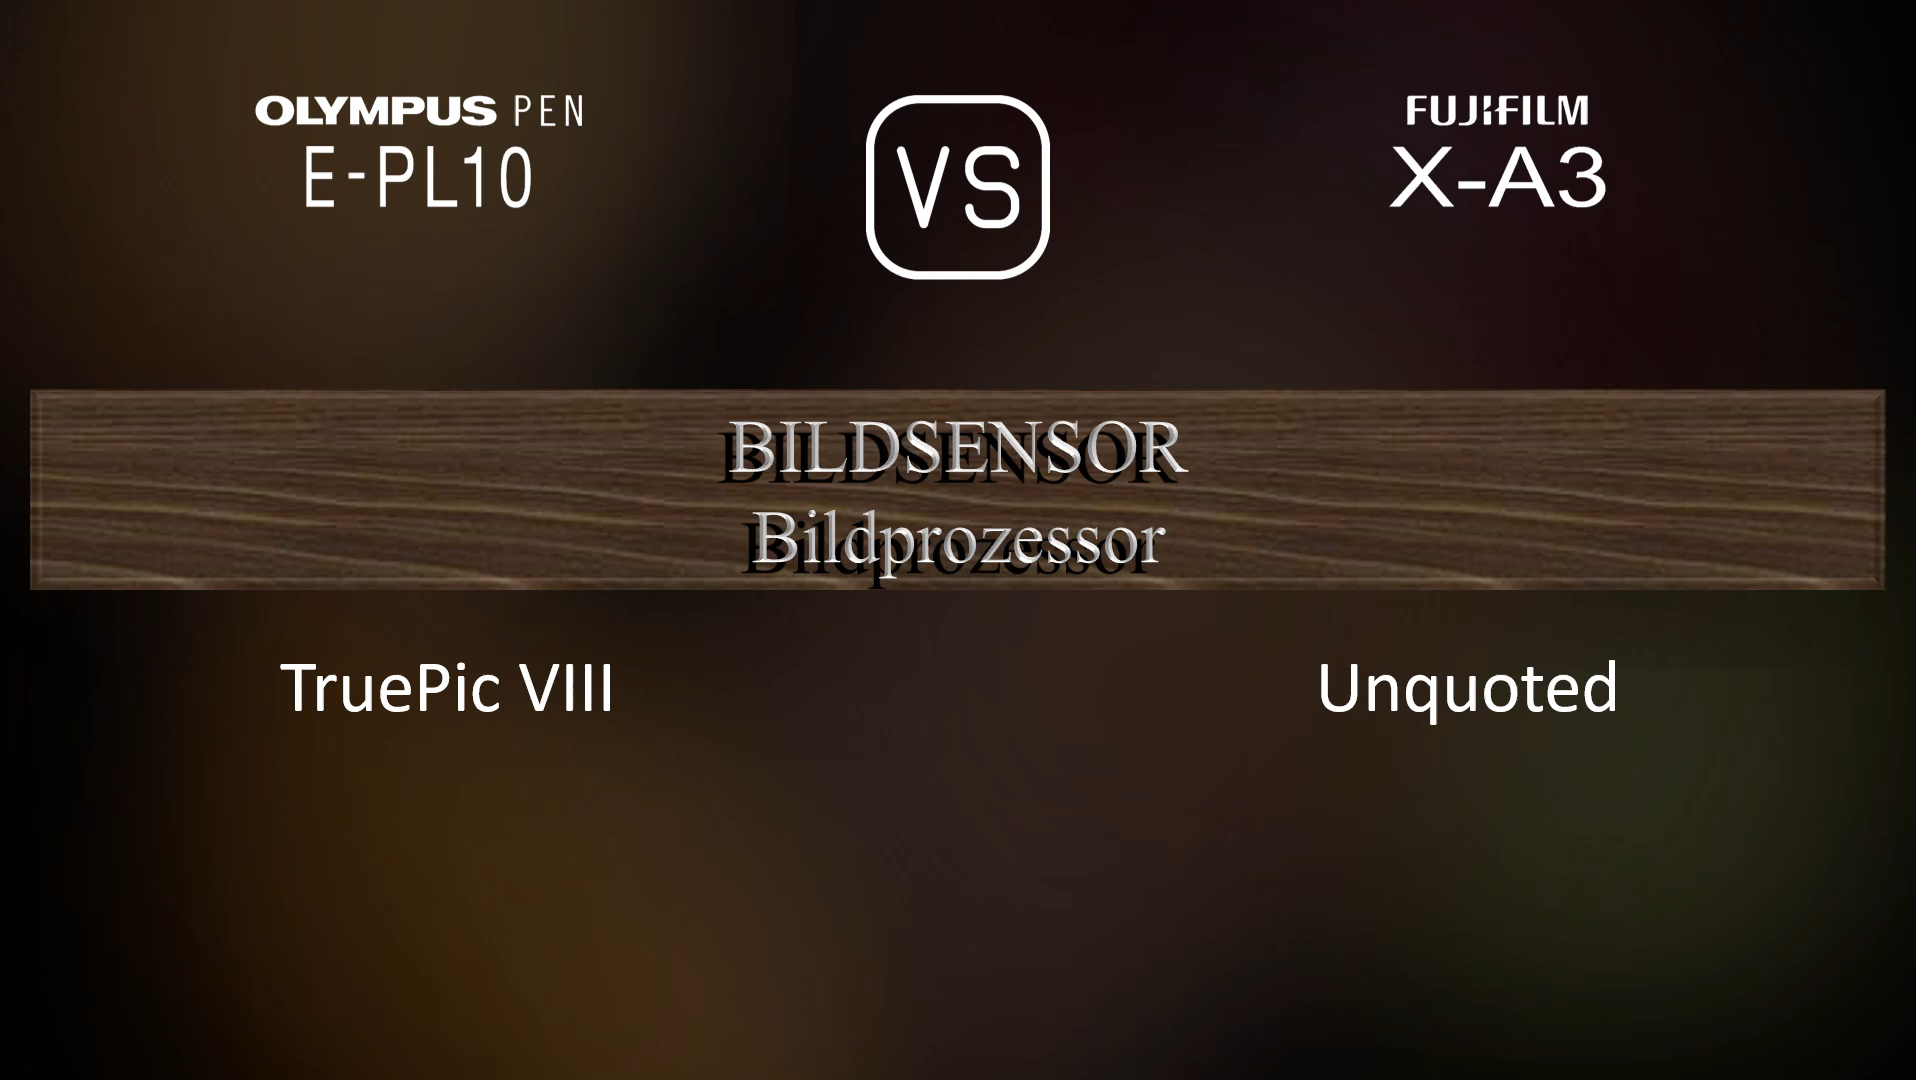 OLYMPUS PEN
E-PL10
VS
FUJIFILM
X-A3
BILDSENSOR
Bildprozessor
TruePic VIII
Unquoted